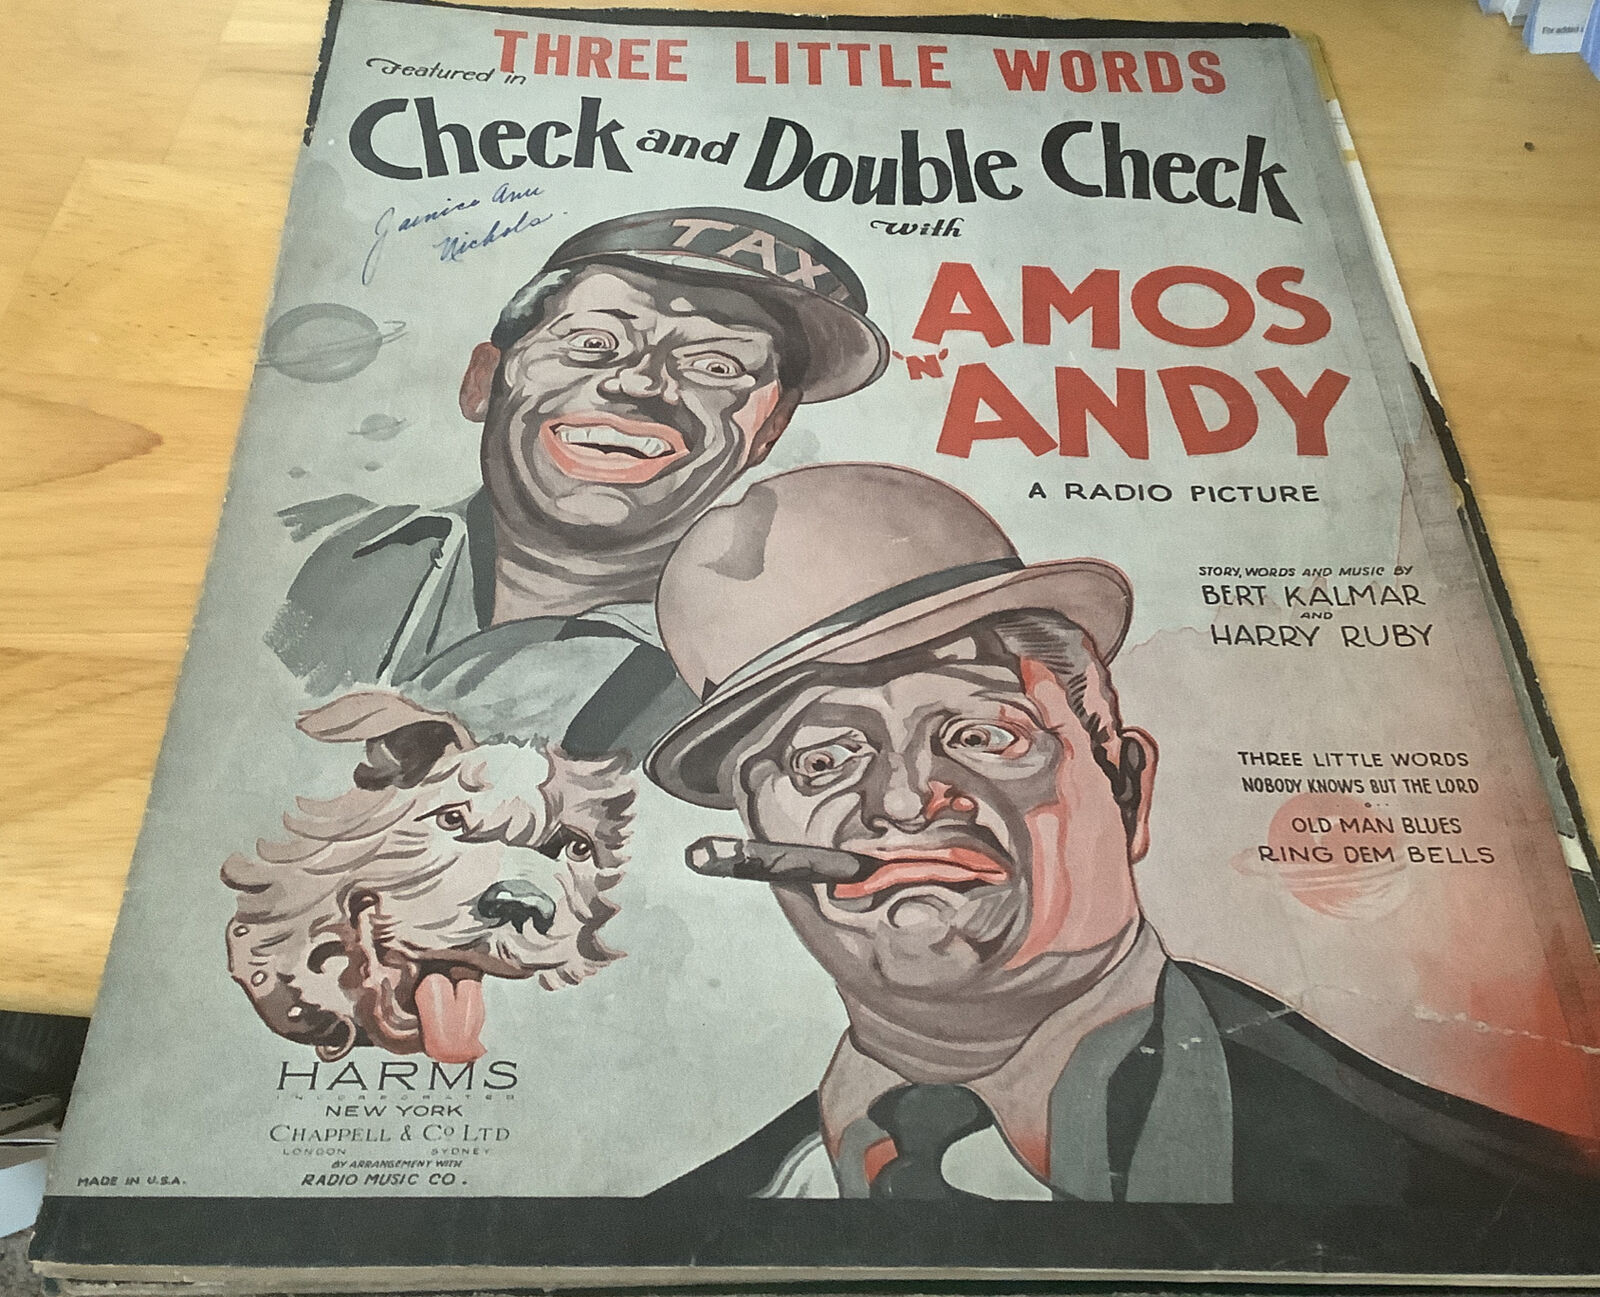 THREE LITTLE WORDS
Featured in
Check and Double Check
with
Jaenice Ann
Nichols.
TAXI
AMOS
'N'
ANDY
A RADIO PICTURE
STORY, WORDS AND MUSIC BY
BERT KALMAR
AND
HARRY RUBY
THREE LITTLE WORDS
NOBODY KNOWS BUT THE LORD
OLD MAN BLUES
RING DEM BELLS
HARMS
INCORPORATED
NEW YORK
CHAPPELL & CO LTD
LONDON SYDNEY
BY ARRANGEMENT WITH
RADIO MUSIC CO.
MADE IN U.S.A.
For added